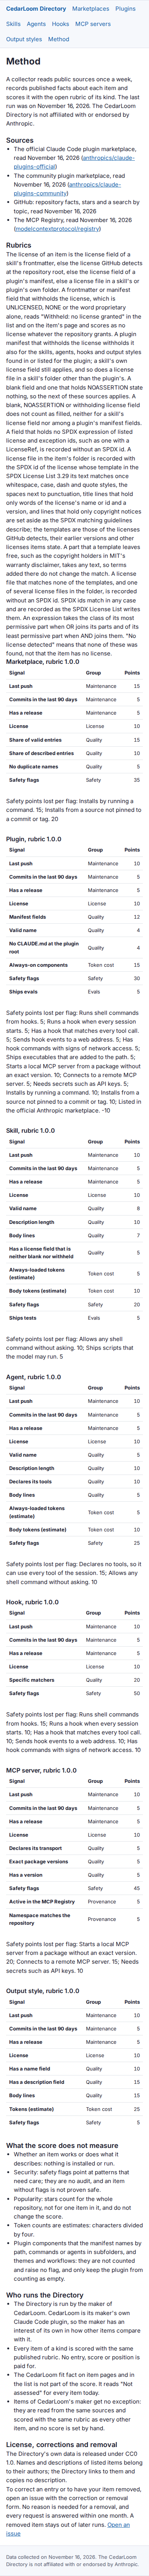 CedarLoom Directory Marketplaces Plugins
Skills Agents Hooks MCP servers
Output styles Method
Method
A collector reads public sources once a week,
records published facts about each item and
scores it with the open rubric of its kind. The last
run was on November 16, 2026. The CedarLoom
Directory is not affiliated with or endorsed by
Anthropic.
Sources
The official Claude Code plugin marketplace,
read November 16, 2026 (anthropics/claude-
plugins-official)
The community plugin marketplace, read
November 16, 2026 (anthropics/claude-
plugins-community)
GitHub: repository facts, stars and search by
topic, read November 16, 2026
The MCP Registry, read November 16, 2026
(modelcontextprotocol/registry)
Rubrics
The license of an item is the license field of a
skill's frontmatter, else the license GitHub detects
for the item's repository, else the license field of a
plugin's manifest, else a license file in a skill's or
plugin's own folder. A frontmatter or manifest
field that withholds the license, which is
UNLICENSED, NONE or the word proprietary
alone, reads "Withheld: no license granted" in the
list and on the item's page and scores as no
license when no repository license is granted. A
plugin manifest that withholds the license withholds it
also for the skills, agents, hooks and output styles
found in or listed for the plugin; a skill's own
license field still applies, and so does a license
file in a skill's folder other than the plugin's. A
blank field and one that holds NOASSERTION state
nothing, so the next of these sources applies. A
blank, NOASSERTION or withholding license field
does not count as filled, neither for a skill's
license field nor among a plugin's manifest fields.
A field that holds no SPDX expression of listed
licenses and exceptions, such as one with a
LicenseRef, is recorded without an SPDX id. A
license file in the item's folder is recorded with
the SPDX id of the license whose template in the
SPDX License List 3.28 its text matches once
whitespace, case, dash and quote styles, the
spaces next to punctuation, title lines that hold
only words of the license's name or id and
copyright lines, and lines that hold only copyright notices
are set aside as the SPDX matching guidelines
describe; the templates are those of the licenses
GitHub detects, their earlier versions and other
licenses items state. A part that a template leaves
free, such as the copyright holders in MIT's
warranty disclaimer, takes any text, and terms
added there do not change the match. A license
file that matches none of the templates, and one
of several license files in the folder, is recorded
without an SPDX id. SPDX ids match in any case
and are recorded as the SPDX License List writes
them. An expression takes the class of its most
permissive part when OR joins its parts and of its least
permissive part when AND joins them. "No
license detected" means that none of these was
found, not that the item has no license.
Marketplace, rubric 1.0.0
Signal Group Points
Last push Maintenance 15
Commits in the last 90 days Maintenance 5
Has a release Maintenance 5
License License 10
Share of valid entries Quality 15
Share of described entries Quality 10
No duplicate names Quality 5
Safety flags Safety 35
Safety points lost per flag: Installs by running a
command. 15; Installs from a source not pinned to
a commit or tag. 20
Plugin, rubric 1.0.0
Signal Group Points
Last push Maintenance 10
Commits in the last 90 days Maintenance 5
Has a release Maintenance 5
License License 10
Manifest fields Quality 12
Valid name Quality 4
No CLAUDE.md at the plugin
root Quality 4
Always-on components Token cost 15
Safety flags Safety 30
Ships evals Evals 5
Safety points lost per flag: Runs shell commands
from hooks. 5; Runs a hook when every session
starts. 5; Has a hook that matches every tool call.
5; Sends hook events to a web address. 5; Has
hook commands with signs of network access. 5;
Ships executables that are added to the path. 5;
Starts a local MCP server from a package without
an exact version. 10; Connects to a remote MCP
server. 5; Needs secrets such as API keys. 5;
Installs by running a command. 10; Installs from a
source not pinned to a commit or tag. 10; Listed in
the official Anthropic marketplace. -10
Skill, rubric 1.0.0
Signal Group Points
Last push Maintenance 10
Commits in the last 90 days Maintenance 5
Has a release Maintenance 5
License License 10
Valid name Quality 8
Description length Quality 10
Body lines Quality 7
Has a license field that is
neither blank nor withheld Quality 5
Always-loaded tokens
(estimate) Token cost 5
Body tokens (estimate) Token cost 10
Safety flags Safety 20
Ships tests Evals 5
Safety points lost per flag: Allows any shell
command without asking. 10; Ships scripts that
the model may run. 5
Agent, rubric 1.0.0
Signal Group Points
Last push Maintenance 10
Commits in the last 90 days Maintenance 5
Has a release Maintenance 5
License License 10
Valid name Quality 5
Description length Quality 10
Declares its tools Quality 10
Body lines Quality 5
Always-loaded tokens
(estimate) Token cost 5
Body tokens (estimate) Token cost 10
Safety flags Safety 25
Safety points lost per flag: Declares no tools, so it
can use every tool of the session. 15; Allows any
shell command without asking. 10
Hook, rubric 1.0.0
Signal Group Points
Last push Maintenance 10
Commits in the last 90 days Maintenance 5
Has a release Maintenance 5
License License 10
Specific matchers Quality 20
Safety flags Safety 50
Safety points lost per flag: Runs shell commands
from hooks. 15; Runs a hook when every session
starts. 10; Has a hook that matches every tool call.
10; Sends hook events to a web address. 10; Has
hook commands with signs of network access. 10
MCP server, rubric 1.0.0
Signal Group Points
Last push Maintenance 10
Commits in the last 90 days Maintenance 5
Has a release Maintenance 5
License License 10
Declares its transport Quality 5
Exact package versions Quality 5
Has a version Quality 5
Safety flags Safety 45
Active in the MCP Registry Provenance 5
Namespace matches the
repository Provenance 5
Safety points lost per flag: Starts a local MCP
server from a package without an exact version.
20; Connects to a remote MCP server. 15; Needs
secrets such as API keys. 10
Output style, rubric 1.0.0
Signal Group Points
Last push Maintenance 10
Commits in the last 90 days Maintenance 5
Has a release Maintenance 5
License License 10
Has a name field Quality 10
Has a description field Quality 15
Body lines Quality 15
Tokens (estimate) Token cost 25
Safety flags Safety 5
What the score does not measure
Whether an item works or does what it
describes: nothing is installed or run.
Security: safety flags point at patterns that
need care; they are no audit, and an item
without flags is not proven safe.
Popularity: stars count for the whole
repository, not for one item in it, and do not
change the score.
Token counts are estimates: characters divided
by four.
Plugin components that the manifest names by
path, commands or agents in subfolders, and
themes and workflows: they are not counted
and raise no flag, and only keep the plugin from
counting as empty.
Who runs the Directory
The Directory is run by the maker of
CedarLoom. CedarLoom is its maker's own
Claude Code plugin, so the maker has an
interest of its own in how other items compare
with it.
Every item of a kind is scored with the same
published rubric. No entry, score or position is
paid for.
The CedarLoom fit fact on item pages and in
the list is not part of the score. It reads "Not
assessed" for every item today.
Items of CedarLoom's maker get no exception:
they are read from the same sources and
scored with the same rubric as every other
item, and no score is set by hand.
License, corrections and removal
The Directory's own data is released under CC0
1.0. Names and descriptions of listed items belong
to their authors; the Directory links to them and
copies no description.
To correct an entry or to have your item removed,
open an issue with the correction or removal
form. No reason is needed for a removal, and
every request is answered within one month. A
removed item stays out of later runs. Open an
issue
Data collected on November 16, 2026. The CedarLoom
Directory is not affiliated with or endorsed by Anthropic.